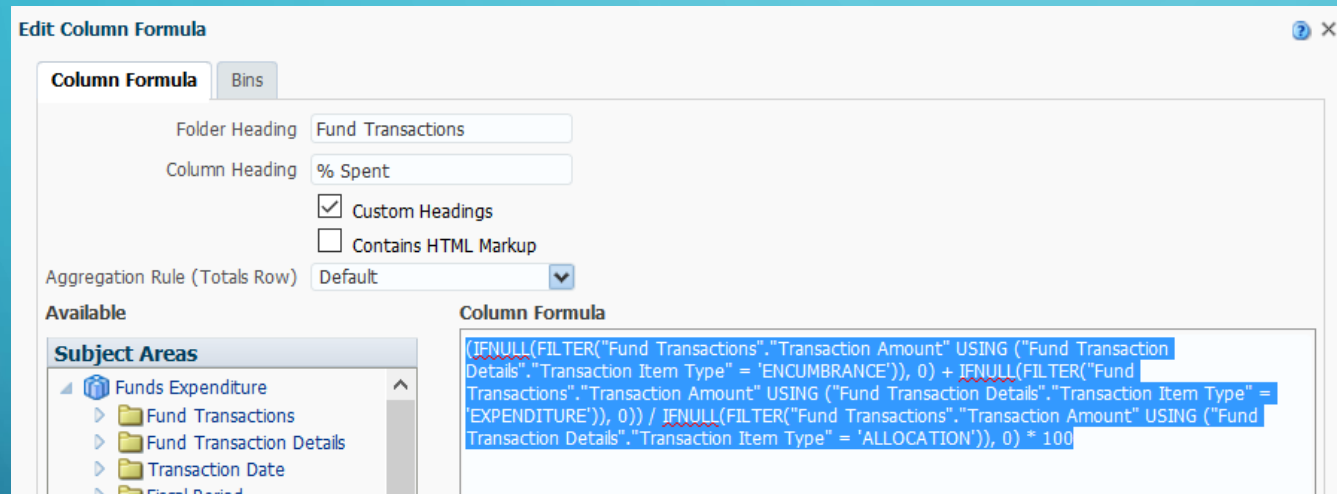 Edit Column Formula
Column Formula
Bins
Folder Heading Fund Transactions
Column Heading % Spent
Custom Headings
Contains HTML Markup
Aggregation Rule (Totals Row) Default
Available
Column Formula
Subject Areas
Funds Expenditure
Fund Transactions
Fund Transaction Details
Transaction Date
Fiscal Period
(IFNULL(FILTER("Fund Transactions"."Transaction Amount" USING ("Fund Transaction
Details"."Transaction Item Type" = 'ENCUMBRANCE')), 0) + IFNULL(FILTER("Fund
Transactions"."Transaction Amount" USING ("Fund Transaction Details"."Transaction Item Type" =
'EXPENDITURE')), 0)) / IFNULL(FILTER("Fund Transactions"."Transaction Amount" USING ("Fund
Transaction Details"."Transaction Item Type" = 'ALLOCATION')), 0) * 100